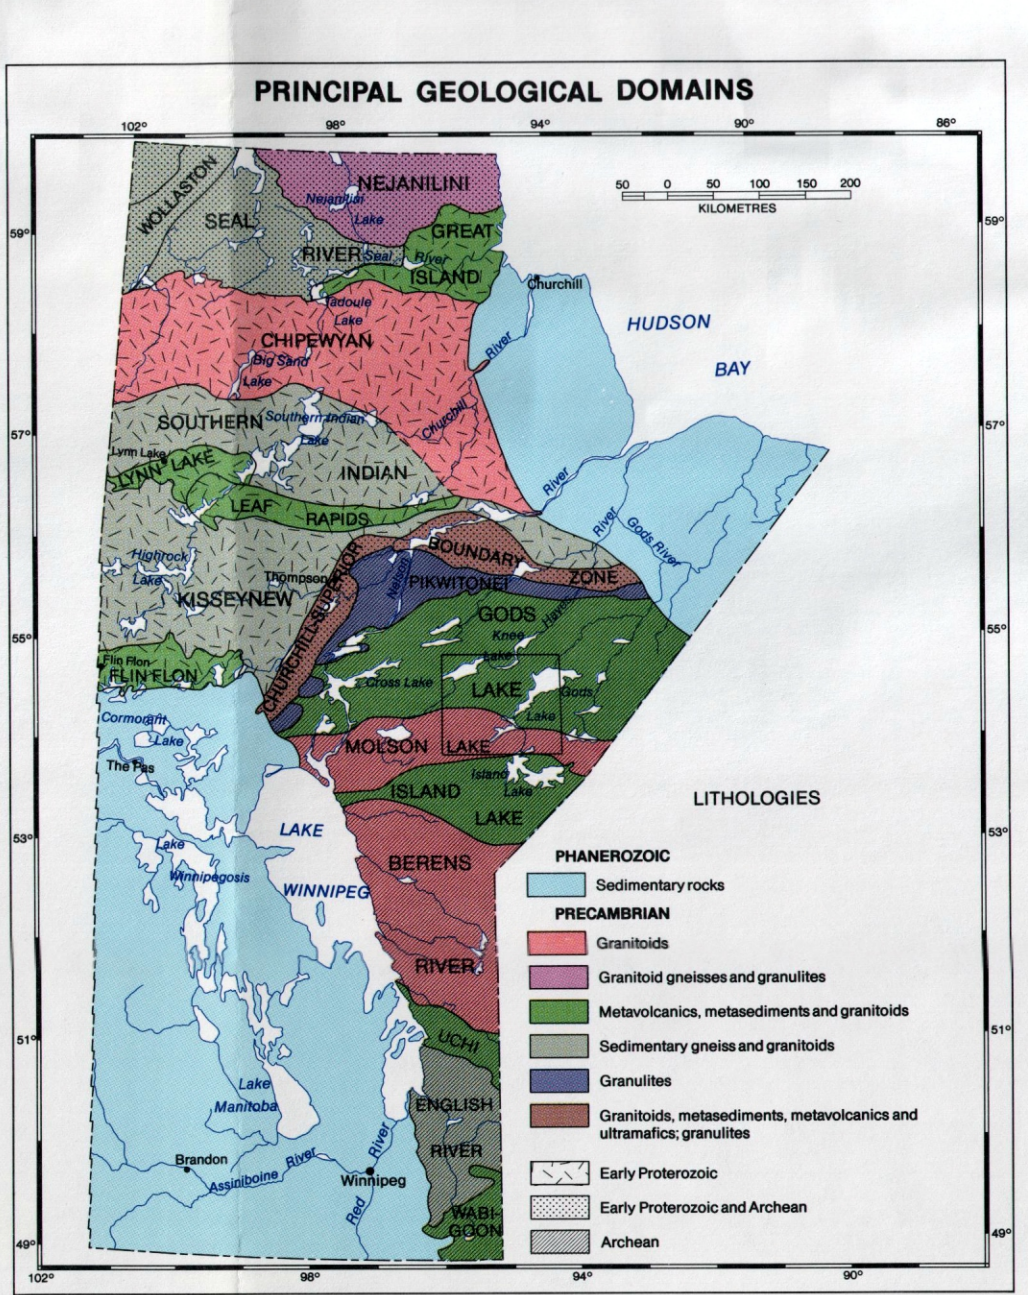 PRINCIPAL GEOLOGICAL DOMAINS
102° 98° 94° 90° 86°
50 0 50 100 150 200
KILOMETRES
WOLLASTON
NEJANILINI
Nejanilini
Lake
SEAL
RIVER
Seal
River
GREAT
ISLAND
59°
59°
Churchill
Tadoule
Lake
HUDSON
BAY
CHIPEWYAN
River
Big Sand
Lake
Churchill
SOUTHERN
Southern Indian
Lake
57°
57°
Lynn Lake
LYNN LAKE
INDIAN
LEAF
RAPIDS
River
River
Gods River
Highrock
Lake
Thompson
KISSEYNEW
CHURCHILL-SUPERIOR
BOUNDARY
ZONE
Nelson
PIKWITONEI
GODS
Hayes
Knee
Lake
55°
55°
Flin Flon
FLIN FLON
Cross Lake
LAKE
Gods
Lake
Cormorant
Lake
The Pas
MOLSON LAKE
Island
Lake
ISLAND
LAKE
LITHOLOGIES
53°
53°
LAKE
WINNIPEG
Lake
Winnipegosis
BERENS
RIVER
PHANEROZOIC
Sedimentary rocks
PRECAMBRIAN
Granitoids
Granitoid gneisses and granulites
Metavolcanics, metasediments and granitoids
Sedimentary gneiss and granitoids
Granulites
Granitoids, metasediments, metavolcanics and
ultramafics; granulites
Early Proterozoic
Early Proterozoic and Archean
Archean
51°
51°
UCHI
Lake
Manitoba
ENGLISH
RIVER
Brandon
Assiniboine River
Winnipeg
Red
River
WABI-
GOON
49°
49°
102° 98° 94° 90°